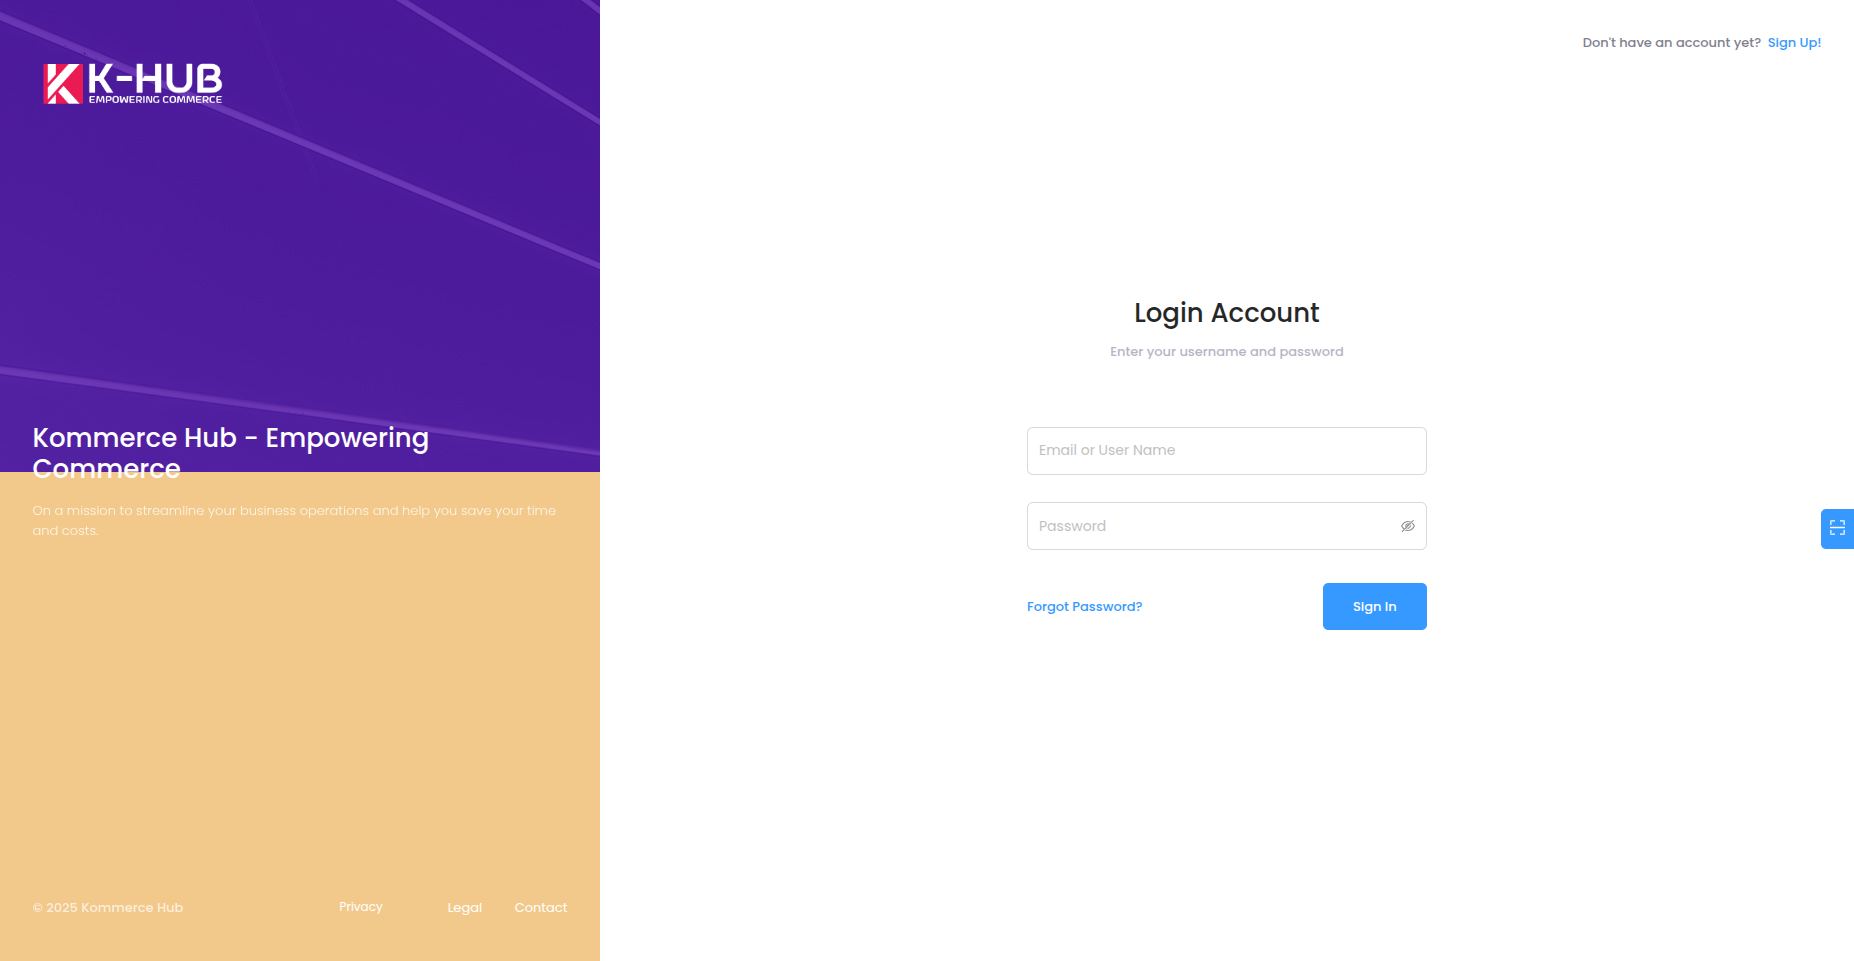 K-HUB
EMPOWERING COMMERCE
Kommerce Hub - Empowering
Commerce
On a mission to streamline your business operations and help you save your time
and costs.
© 2025 Kommerce Hub
Privacy
Legal
Contact
Don't have an account yet? Sign Up!
Login Account
Enter your username and password
Email or User Name
Password
Forgot Password?
Sign In